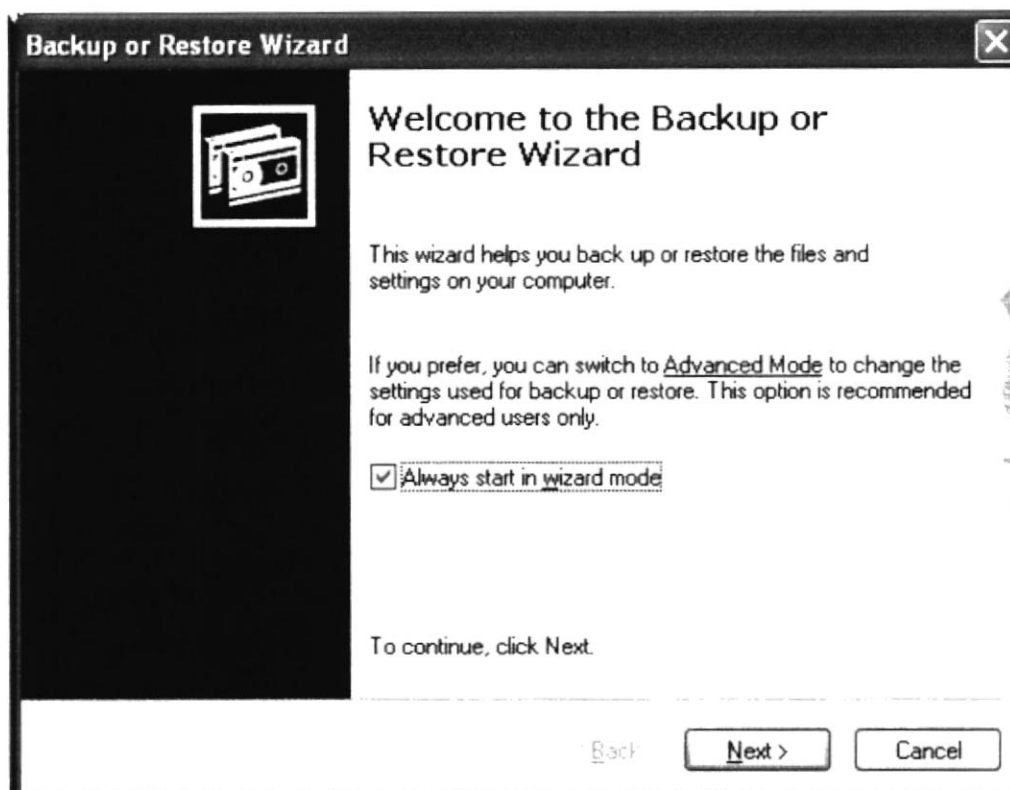 Backup or Restore Wizard
Welcome to the Backup or
Restore Wizard
This wizard helps you back up or restore the files and
settings on your computer.
If you prefer, you can switch to Advanced Mode to change the
settings used for backup or restore. This option is recommended
for advanced users only.
Always start in wizard mode
To continue, click Next.
Back Next > Cancel